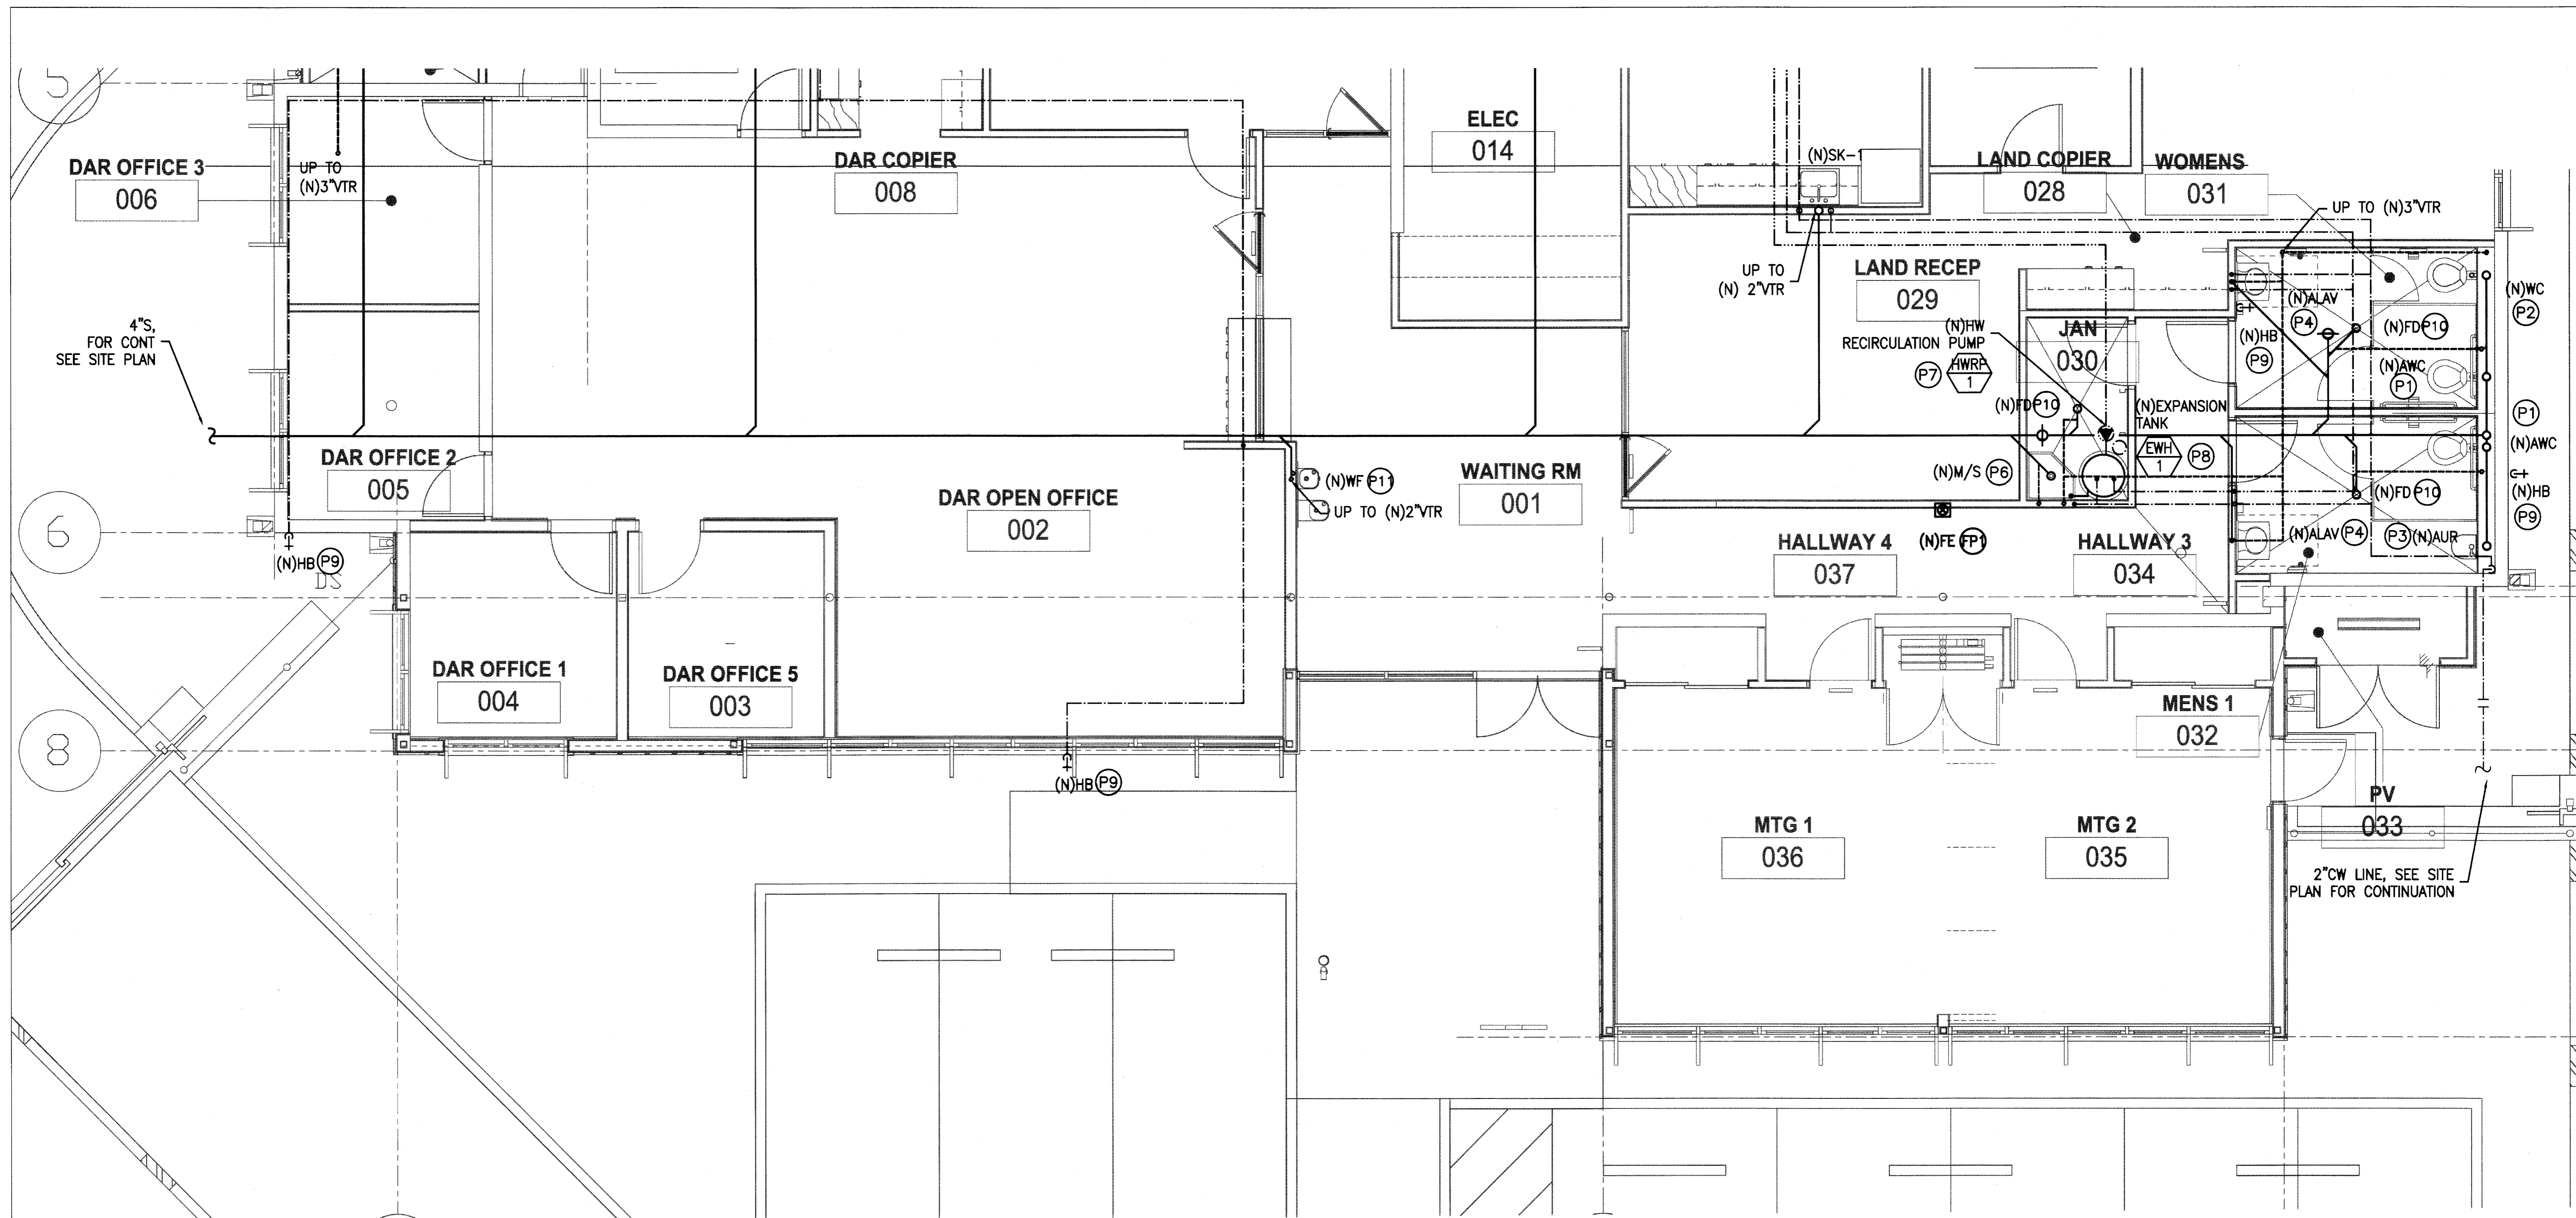 5
ELEC
014
DAR OFFICE 3
006
UP TO
(N)3"VTR
DAR COPIER
008
(N)SK-1
LAND COPIER
028
WOMENS
031
UP TO (N)3"VTR
UP TO
(N) 2"VTR
LAND RECEP
029
(N)HW
RECIRCULATION PUMP
P7
HWRP
1
JAN
030
(N)FD P10
(N)EXPANSION
TANK
EWH
1
P8
(N)M/S P6
(N)ALAV
P4
(N)HB
P9
(N)FD P10
(N)AWC
P1
(N)WC
P2
P1
(N)AWC
(N)HB
P9
(N)FD P10
(N)ALAV P4
P3 (N)AUR
4"S,
FOR CONT
SEE SITE PLAN
DAR OFFICE 2
005
DAR OPEN OFFICE
002
(N)WF P11
UP TO (N)2"VTR
WAITING RM
001
(N)FE FP1
HALLWAY 4
037
HALLWAY 3
034
6
(N)HB P9
DS
DAR OFFICE 1
004
DAR OFFICE 5
003
MENS 1
032
8
(N)HB P9
PV
033
MTG 1
036
MTG 2
035
2"CW LINE, SEE SITE
PLAN FOR CONTINUATION